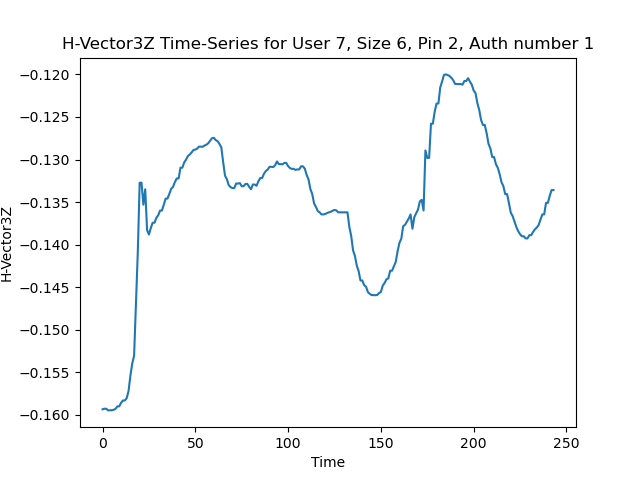 H-Vector3Z Time-Series for User 7, Size 6, Pin 2, Auth number 1
−0.120
−0.125
−0.130
−0.135
−0.140
−0.145
−0.150
−0.155
−0.160
H-Vector3Z
0 50 100 150 200 250
Time